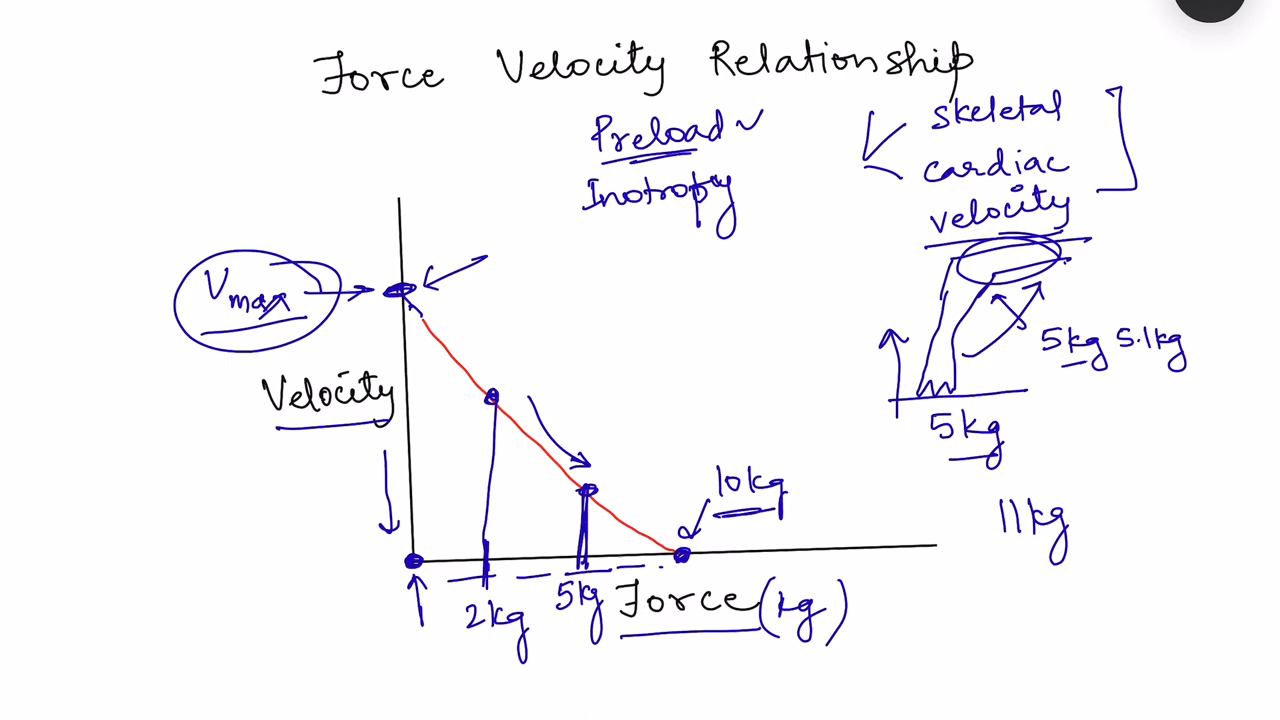 Force Velocity Relationship
Preload
Inotropy
skeletal
cardiac
velocity
Vmax
5kg 5.1kg
Velocity
5kg
10kg
11kg
2kg
5kg
Force (kg)